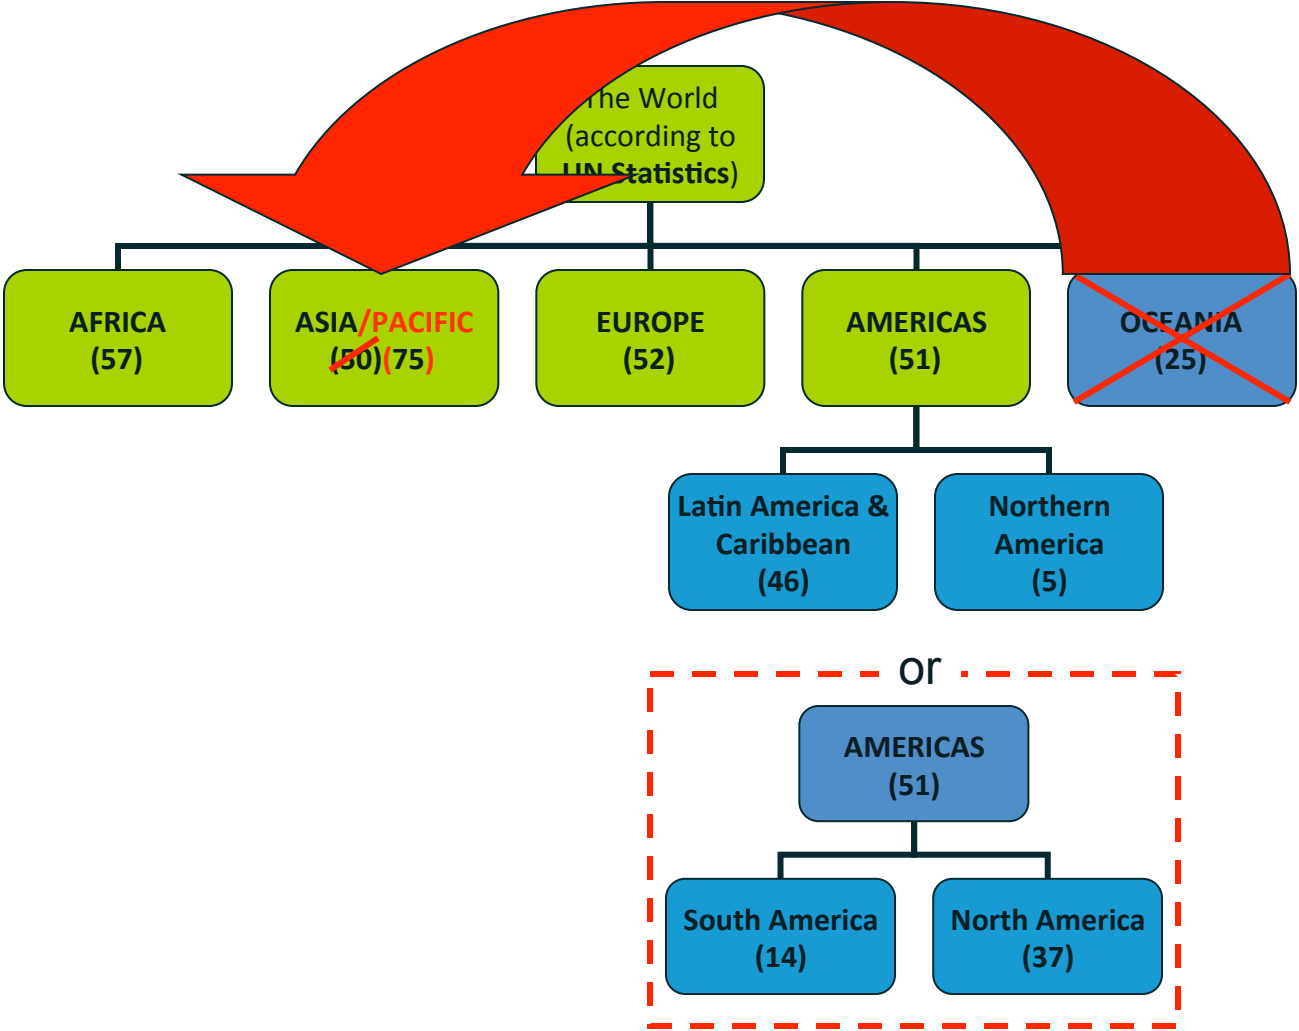 The World
(according to
UN Statistics)
AFRICA
(57)
ASIA/PACIFIC
(50)(75)
EUROPE
(52)
AMERICAS
(51)
OCEANIA
(25)
Latin America &
Caribbean
(46)
Northern
America
(5)
or
AMERICAS
(51)
South America
(14)
North America
(37)